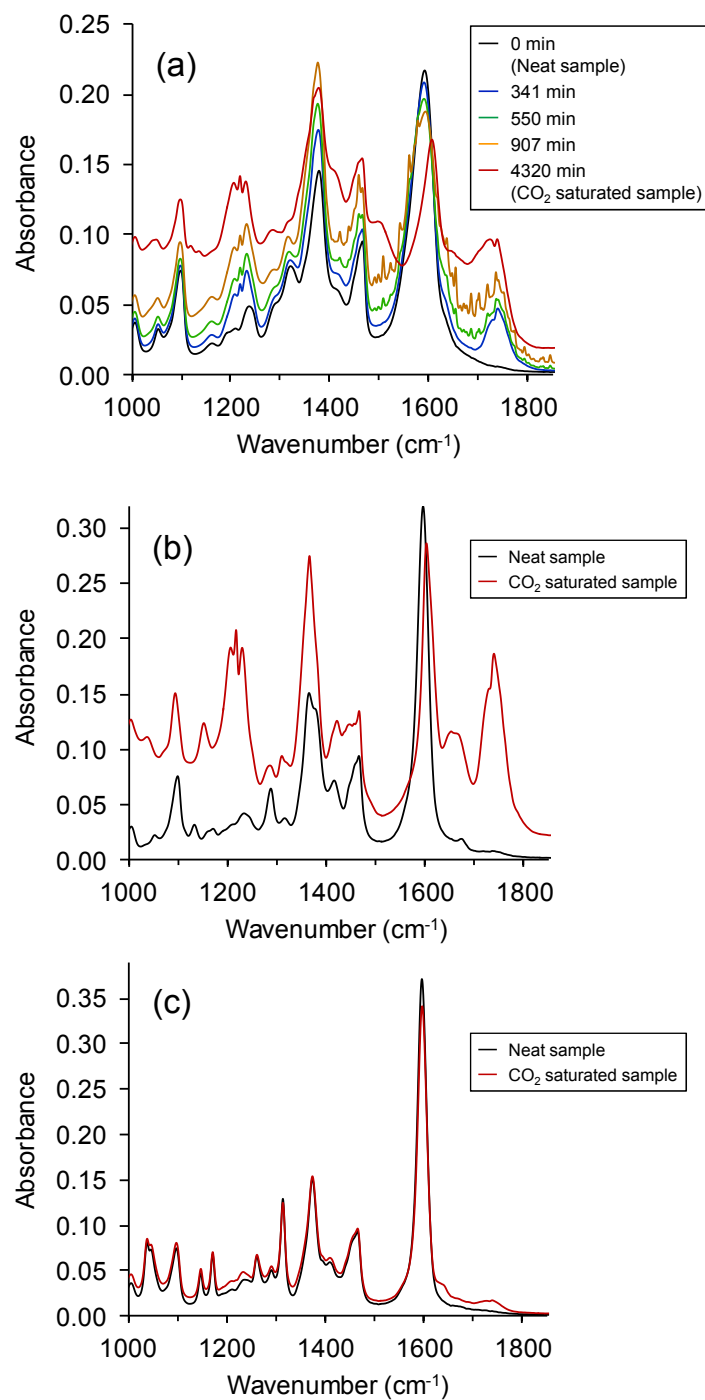 (a)
0 min
(Neat sample)
341 min
550 min
907 min
4320 min
(CO₂ saturated sample)
Absorbance
0.25
0.20
0.15
0.10
0.05
0.00
1000 1200 1400 1600 1800
Wavenumber (cm⁻¹)
(b)
Neat sample
CO₂ saturated sample
Absorbance
0.30
0.25
0.20
0.15
0.10
0.05
0.00
1000 1200 1400 1600 1800
Wavenumber (cm⁻¹)
(c)
Neat sample
CO₂ saturated sample
Absorbance
0.35
0.30
0.25
0.20
0.15
0.10
0.05
0.00
1000 1200 1400 1600 1800
Wavenumber (cm⁻¹)